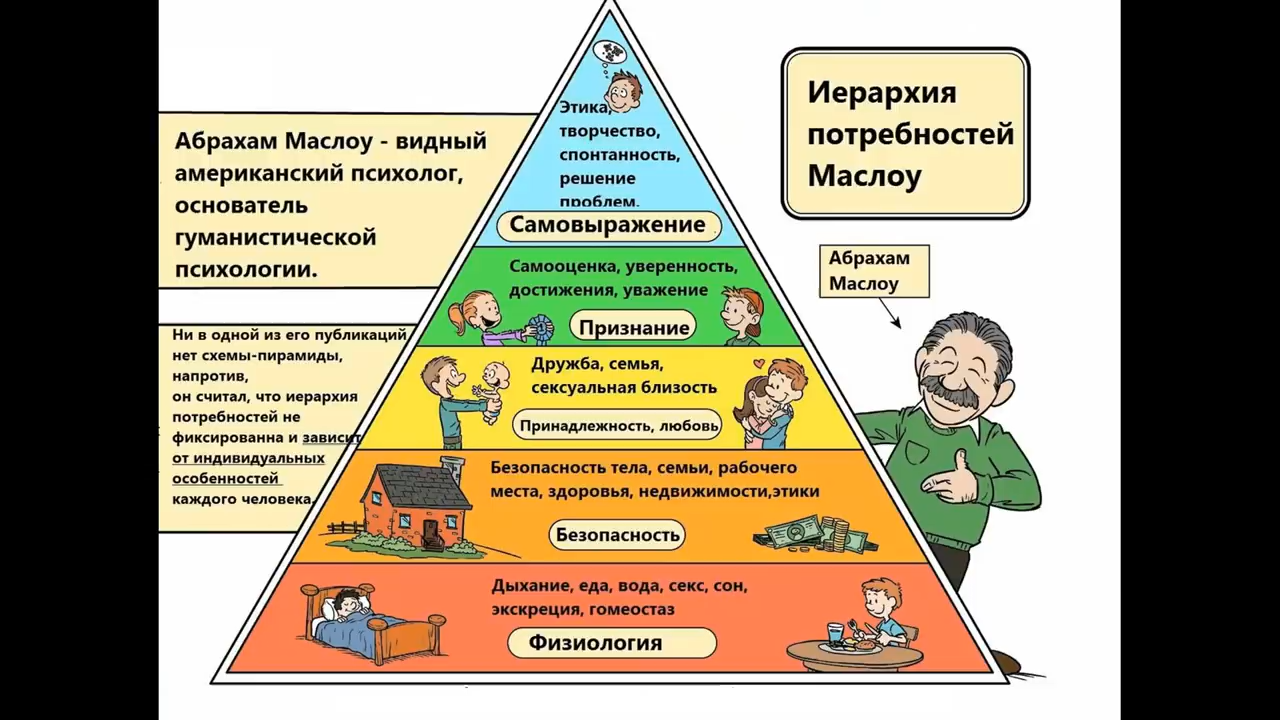 Иерархия
потребностей
Маслоу
Абрахам Маслоу - видный
американский психолог,
основатель
гуманистической
психологии.
Ни в одной из его публикаций
нет схемы-пирамиды,
напротив,
он считал, что иерархия
потребностей не
фиксированна и зависит
от индивидуальных
особенностей
каждого человека.
Этика,
творчество,
спонтанность,
решение
проблем.
Самовыражение
Самооценка, уверенность,
достижения, уважение
Признание
Дружба, семья,
сексуальная близость
Принадлежность, любовь
Безопасность тела, семьи, рабочего
места, здоровья, недвижимости,этики
Безопасность
Дыхание, еда, вода, секс, сон,
экскреция, гомеостаз
Физиология
Абрахам
Маслоу